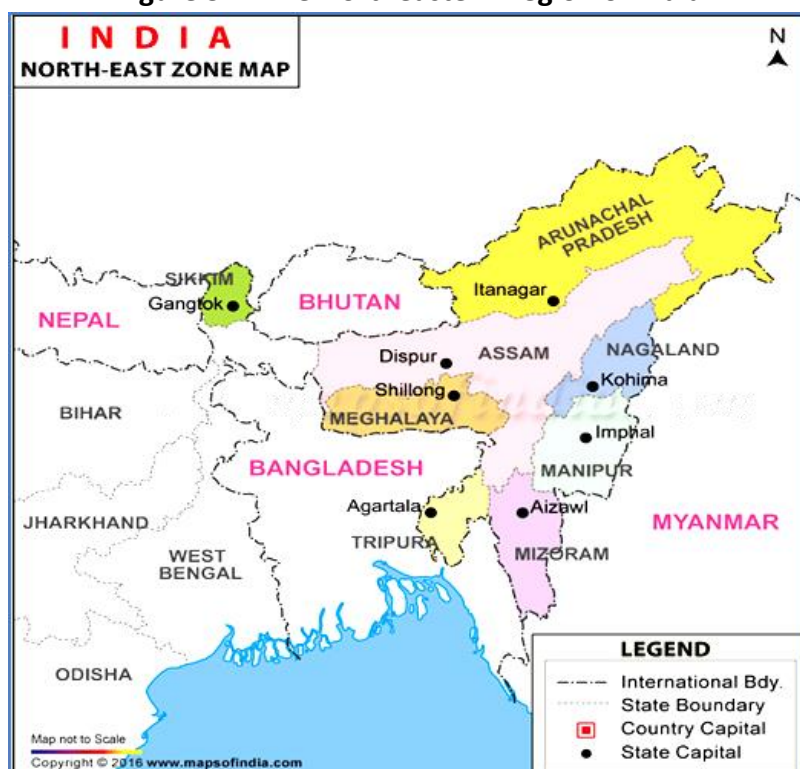 INDIA
NORTH-EAST ZONE MAP
N
ARUNACHAL
PRADESH
SIKKIM
Gangtok
NEPAL
BHUTAN
Itanagar
Dispur
ASSAM
NAGALAND
Shillong
Kohima
BIHAR
MEGHALAYA
Imphal
BANGLADESH
MANIPUR
Agartala
Aizawl
JHARKHAND
MYANMAR
TRIPURA
MIZORAM
WEST
BENGAL
ODISHA
LEGEND
International Bdy.
State Boundary
Country Capital
State Capital
Map not to Scale
Copyright © 2016 www.mapsofindia.com